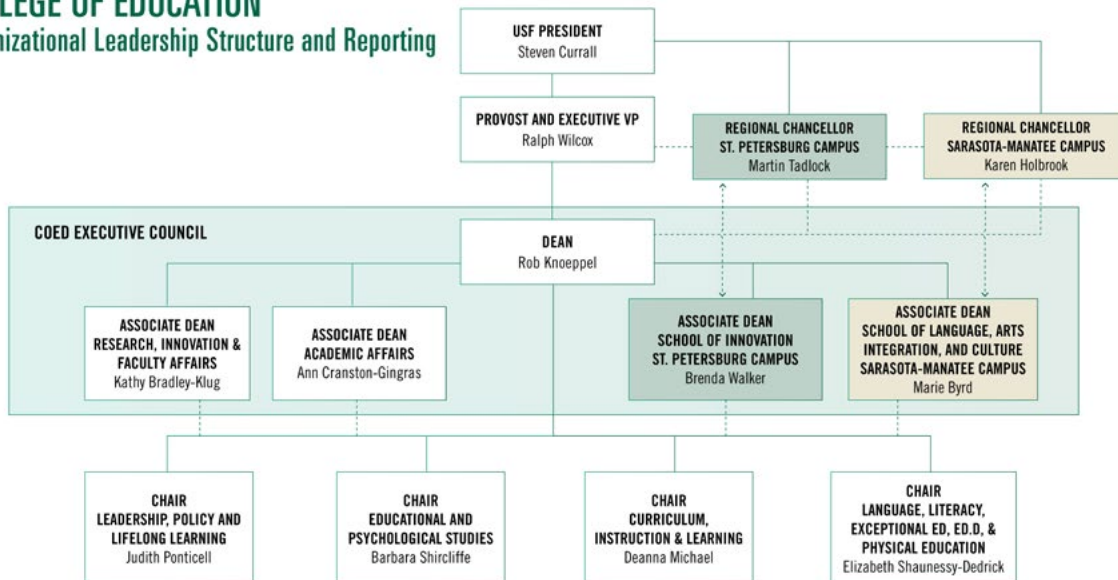 LEGE OF EDUCATION
nizational Leadership Structure and Reporting
USF PRESIDENT
Steven Currall
PROVOST AND EXECUTIVE VP
Ralph Wilcox
REGIONAL CHANCELLOR
ST. PETERSBURG CAMPUS
Martin Tadlock
REGIONAL CHANCELLOR
SARASOTA-MANATEE CAMPUS
Karen Holbrook
COED EXECUTIVE COUNCIL
DEAN
Rob Knoeppel
ASSOCIATE DEAN
RESEARCH, INNOVATION &
FACULTY AFFAIRS
Kathy Bradley-Klug
ASSOCIATE DEAN
ACADEMIC AFFAIRS
Ann Cranston-Gingras
ASSOCIATE DEAN
SCHOOL OF INNOVATION
ST. PETERSBURG CAMPUS
Brenda Walker
ASSOCIATE DEAN
SCHOOL OF LANGUAGE, ARTS
INTEGRATION, AND CULTURE
SARASOTA-MANATEE CAMPUS
Marie Byrd
CHAIR
LEADERSHIP, POLICY AND
LIFELONG LEARNING
Judith Ponticell
CHAIR
EDUCATIONAL AND
PSYCHOLOGICAL STUDIES
Barbara Shircliffe
CHAIR
CURRICULUM,
INSTRUCTION & LEARNING
Deanna Michael
CHAIR
LANGUAGE, LITERACY,
EXCEPTIONAL ED, ED.D, &
PHYSICAL EDUCATION
Elizabeth Shaunessy-Dedrick